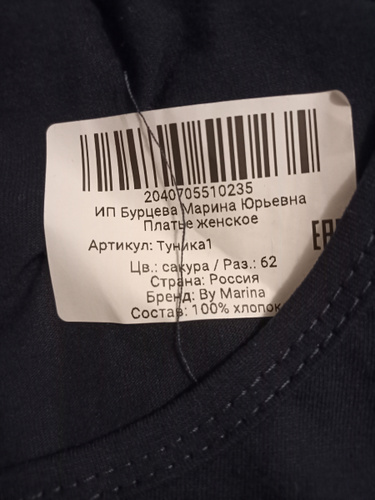 2040705510235
ИП Бурцева Марина Юрьевна
Платье женское
Артикул: Туника1
Цв.: сакура / Раз.: 62
Страна: Россия
Бренд: By Marina
Состав: 100% хлопок